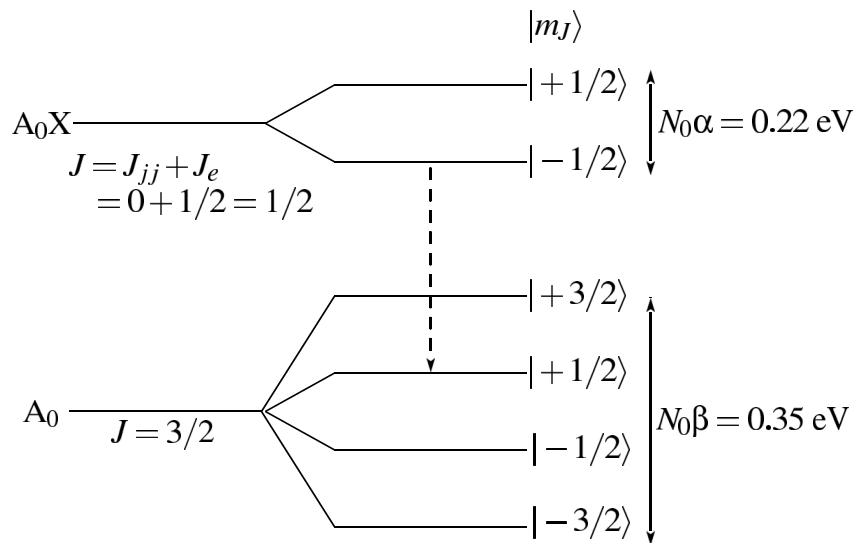 |m_J⟩
|+1/2⟩
A₀X
N₀α = 0.22 eV
|−1/2⟩
J = J_jj + J_e
= 0 + 1/2 = 1/2
|+3/2⟩
|+1/2⟩
A₀
J = 3/2
N₀β = 0.35 eV
|−1/2⟩
|−3/2⟩